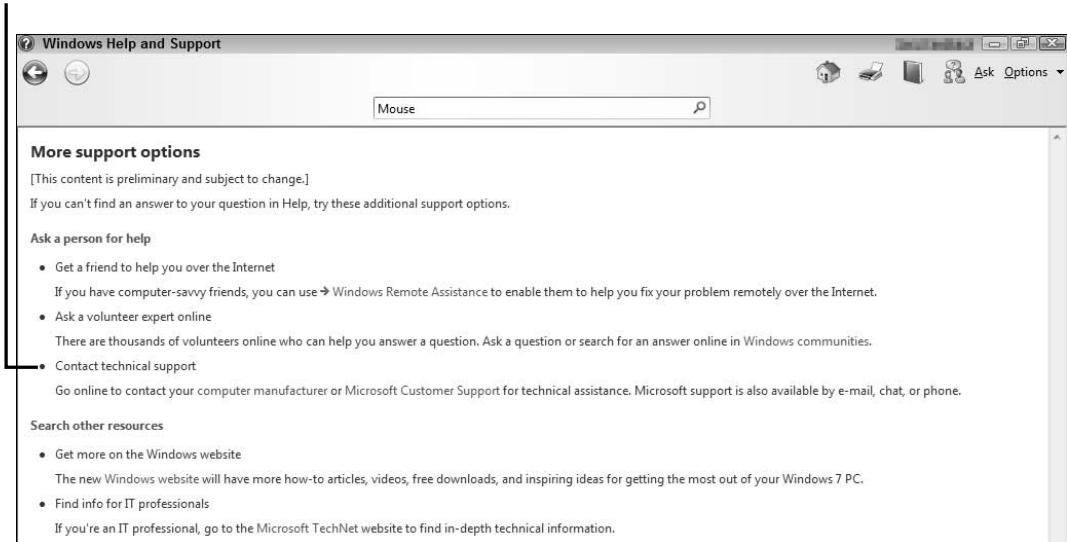 Windows Help and Support
Ask Options
Mouse
More support options
[This content is preliminary and subject to change.]
If you can't find an answer to your question in Help, try these additional support options.
Ask a person for help
• Get a friend to help you over the Internet
If you have computer-savvy friends, you can use ➔ Windows Remote Assistance to enable them to help you fix your problem remotely over the Internet.
• Ask a volunteer expert online
There are thousands of volunteers online who can help you answer a question. Ask a question or search for an answer online in Windows communities.
• Contact technical support
Go online to contact your computer manufacturer or Microsoft Customer Support for technical assistance. Microsoft support is also available by e-mail, chat, or phone.
Search other resources
• Get more on the Windows website
The new Windows website will have more how-to articles, videos, free downloads, and inspiring ideas for getting the most out of your Windows 7 PC.
• Find info for IT professionals
If you're an IT professional, go to the Microsoft TechNet website to find in-depth technical information.